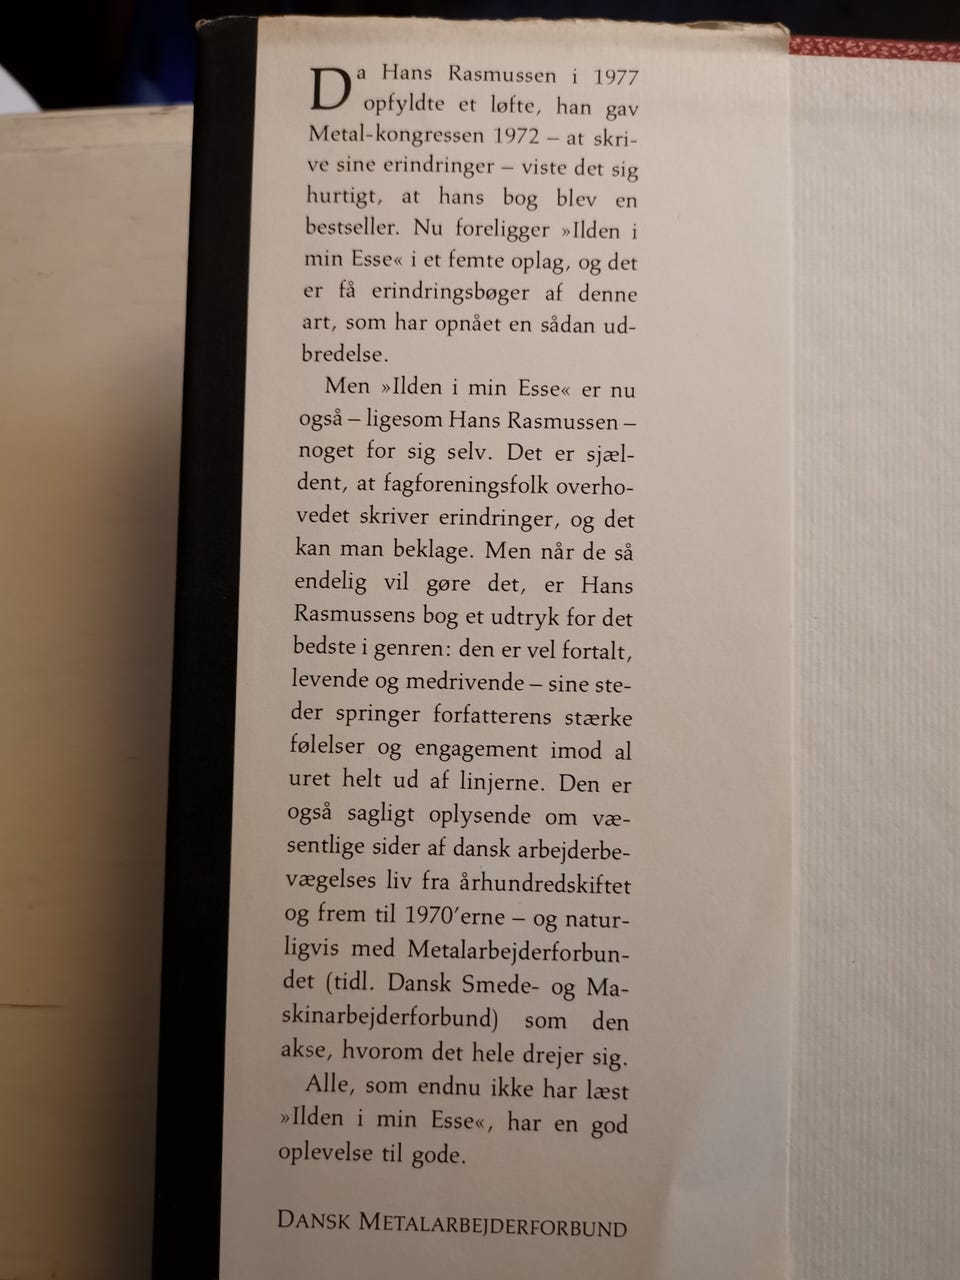 Da Hans Rasmussen i 1977
opfyldte et løfte, han gav
Metal-kongressen 1972 – at skri-
ve sine erindringer – viste det sig
hurtigt, at hans bog blev en
bestseller. Nu foreligger »Ilden i
min Esse« i et femte oplag, og det
er få erindringsbøger af denne
art, som har opnået en sådan ud-
bredelse.
Men »Ilden i min Esse« er nu
også – ligesom Hans Rasmussen –
noget for sig selv. Det er sjæl-
dent, at fagforeningsfolk overho-
vedet skriver erindringer, og det
kan man beklage. Men når de så
endelig vil gøre det, er Hans
Rasmussens bog et udtryk for det
bedste i genren: den er vel fortalt,
levende og medrivende – sine ste-
der springer forfatterens stærke
følelser og engagement imod al
uret helt ud af linjerne. Den er
også sagligt oplysende om væ-
sentlige sider af dansk arbejderbe-
vægelses liv fra århundredskiftet
og frem til 1970'erne – og natur-
ligvis med Metalarbejderforbun-
det (tidl. Dansk Smede- og Ma-
skinarbejderforbund) som den
akse, hvorom det hele drejer sig.
Alle, som endnu ikke har læst
»Ilden i min Esse«, har en god
oplevelse til gode.
DANSK METALARBEJDERFORBUND